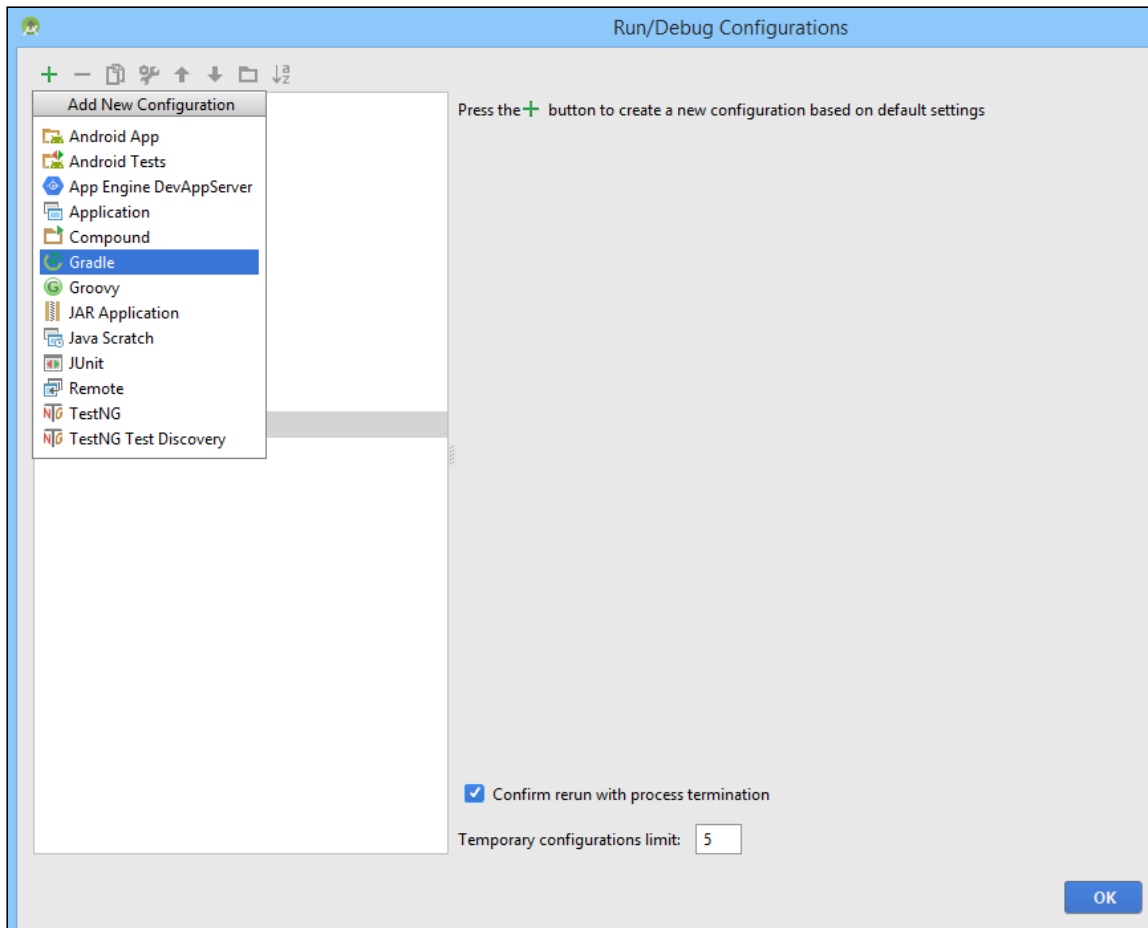 Run/Debug Configurations
Add New Configuration
Android App
Android Tests
App Engine DevAppServer
Application
Compound
Gradle
Groovy
JAR Application
Java Scratch
JUnit
Remote
TestNG
TestNG Test Discovery
Press the + button to create a new configuration based on default settings
Confirm rerun with process termination
Temporary configurations limit: 5
OK